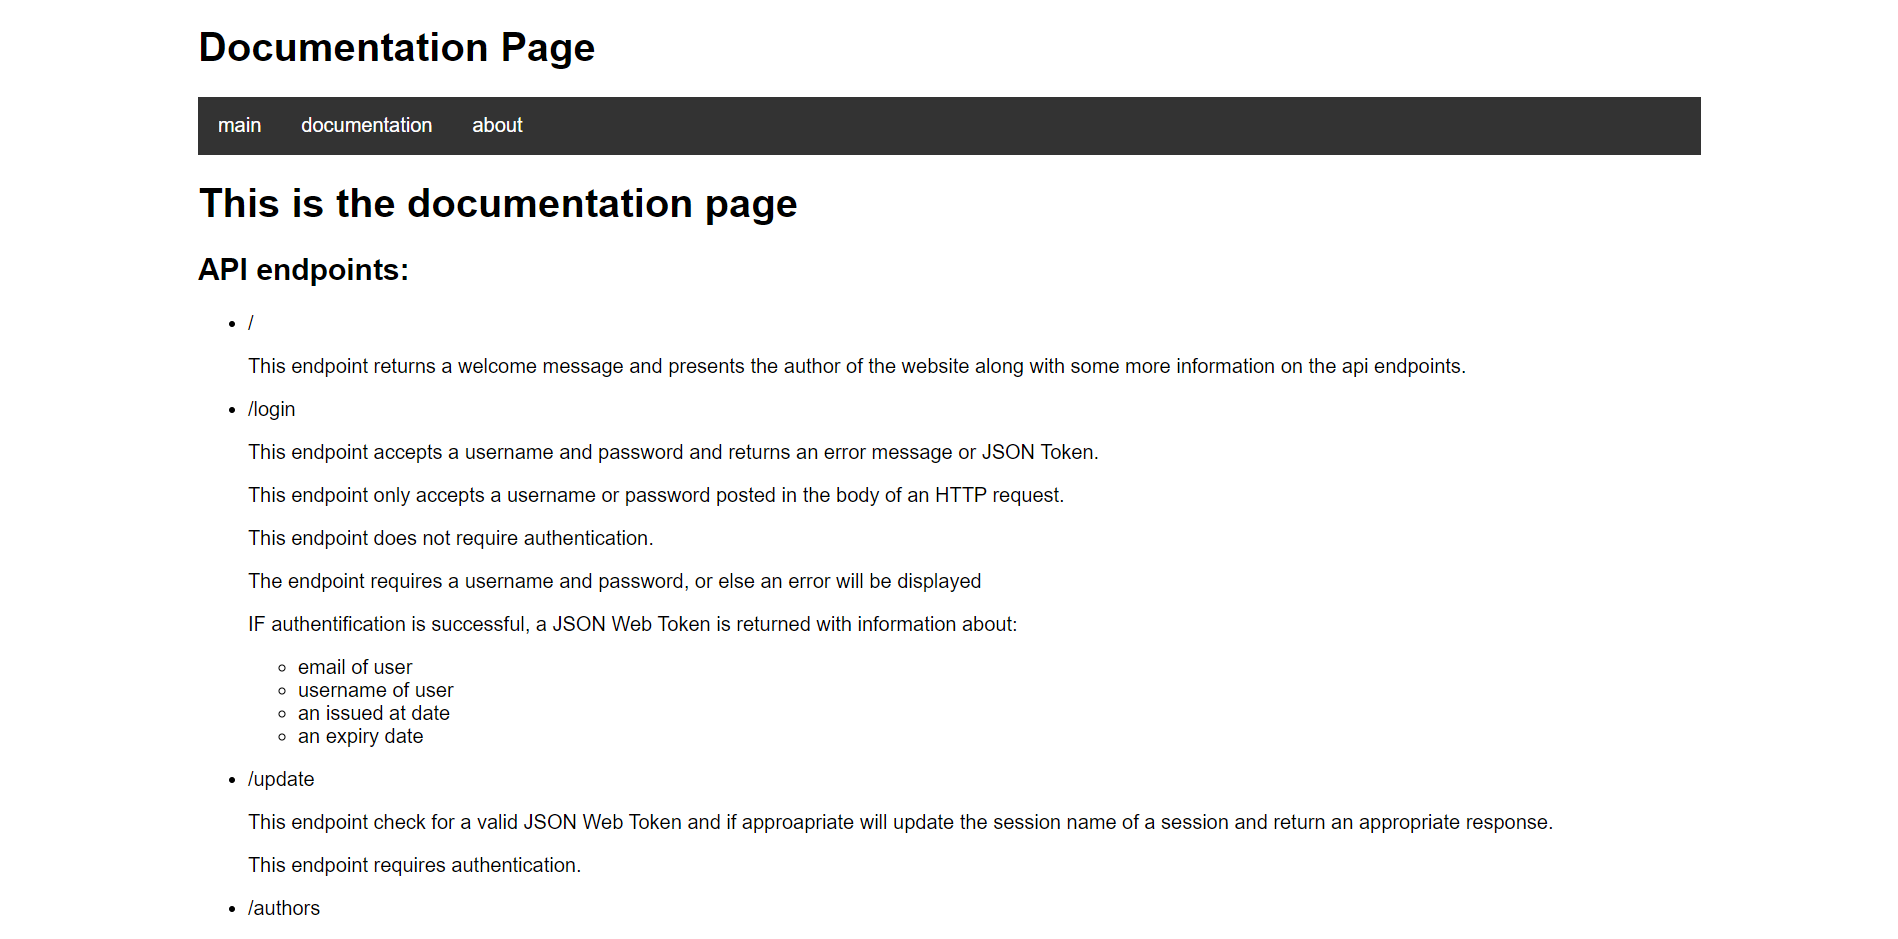 Documentation Page
main documentation about
This is the documentation page
API endpoints:
/
This endpoint returns a welcome message and presents the author of the website along with some more information on the api endpoints.
/login
This endpoint accepts a username and password and returns an error message or JSON Token.
This endpoint only accepts a username or password posted in the body of an HTTP request.
This endpoint does not require authentication.
The endpoint requires a username and password, or else an error will be displayed
IF authentification is successful, a JSON Web Token is returned with information about:
email of user
username of user
an issued at date
an expiry date
/update
This endpoint check for a valid JSON Web Token and if approapriate will update the session name of a session and return an appropriate response.
This endpoint requires authentication.
/authors